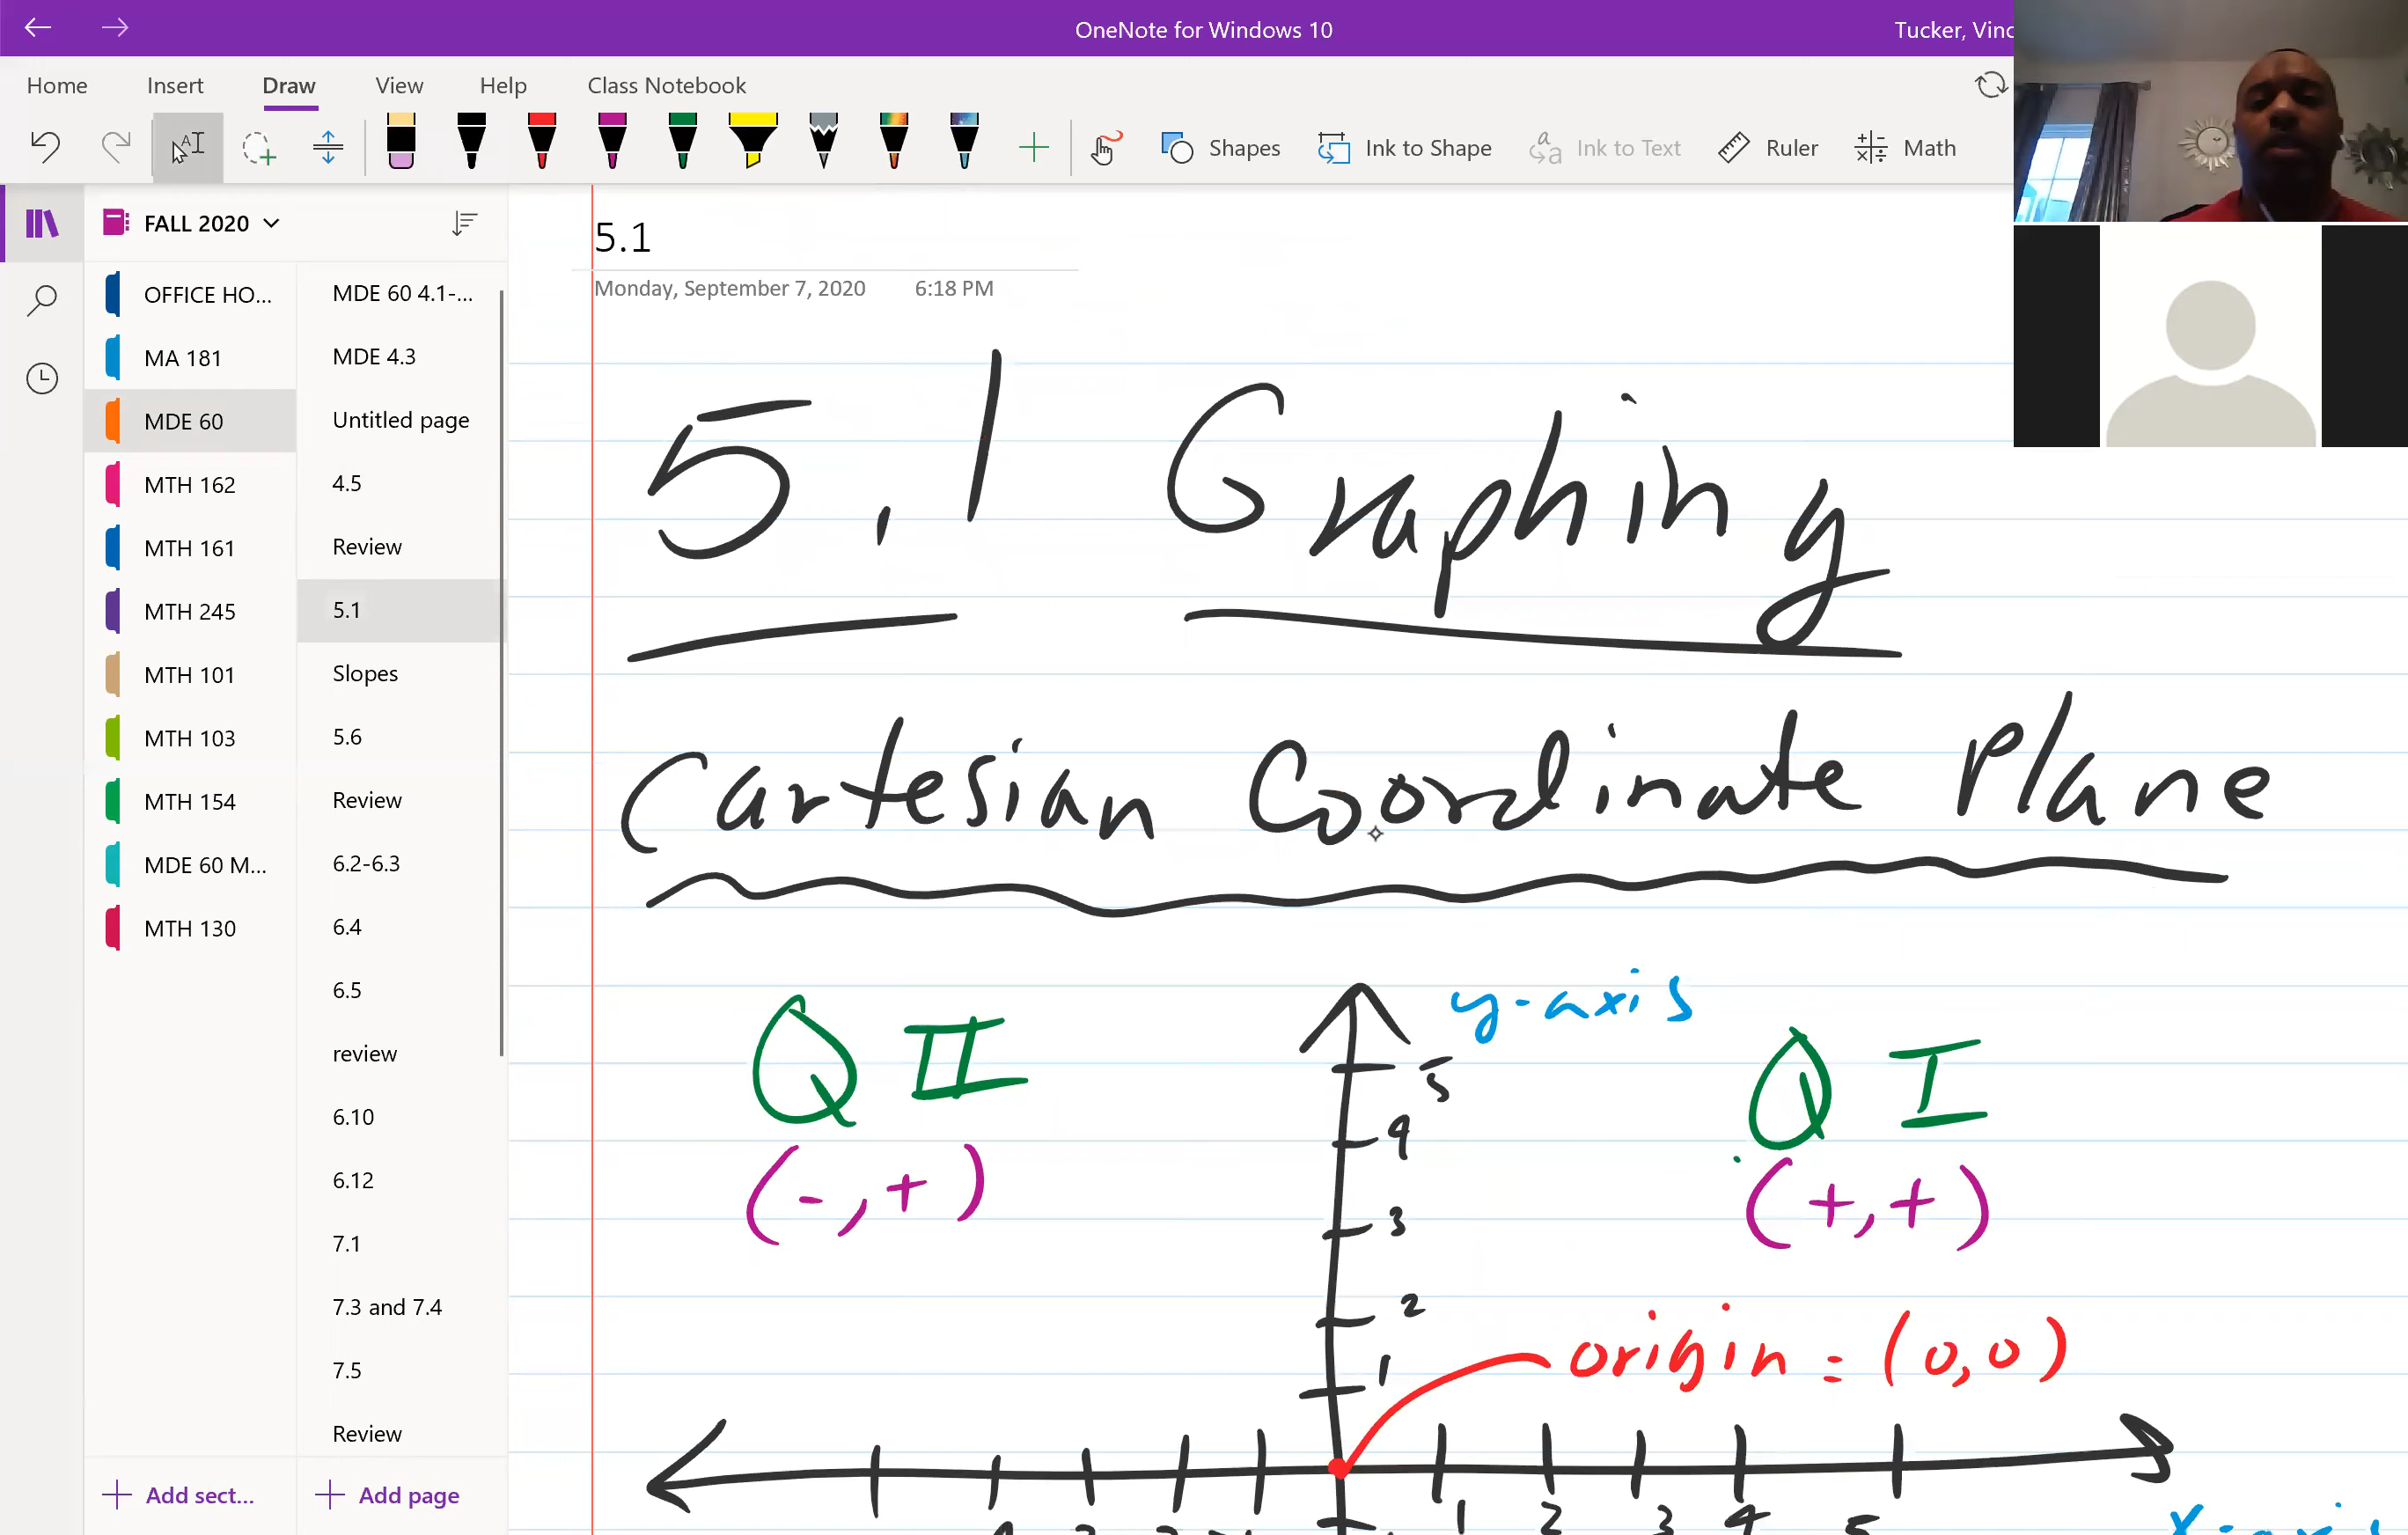 OneNote for Windows 10
Tucker, Vinc
Home Insert Draw View Help Class Notebook
Shapes Ink to Shape Ink to Text Ruler Math
FALL 2020
OFFICE HO...
MA 181
MDE 60
MTH 162
MTH 161
MTH 245
MTH 101
MTH 103
MTH 154
MDE 60 M...
MTH 130
Add sect...
MDE 60 4.1-...
MDE 4.3
Untitled page
4.5
Review
5.1
Slopes
5.6
Review
6.2-6.3
6.4
6.5
review
6.10
6.12
7.1
7.3 and 7.4
7.5
Review
Add page
5.1
Monday, September 7, 2020 6:18 PM
5.1 Graphing
Cartesian Coordinate Plane
y-axis
Q II Q I
5
4
(-,+) (+,+)
3
2
origin = (0,0)
1
1 2 3 4 5
x-axis